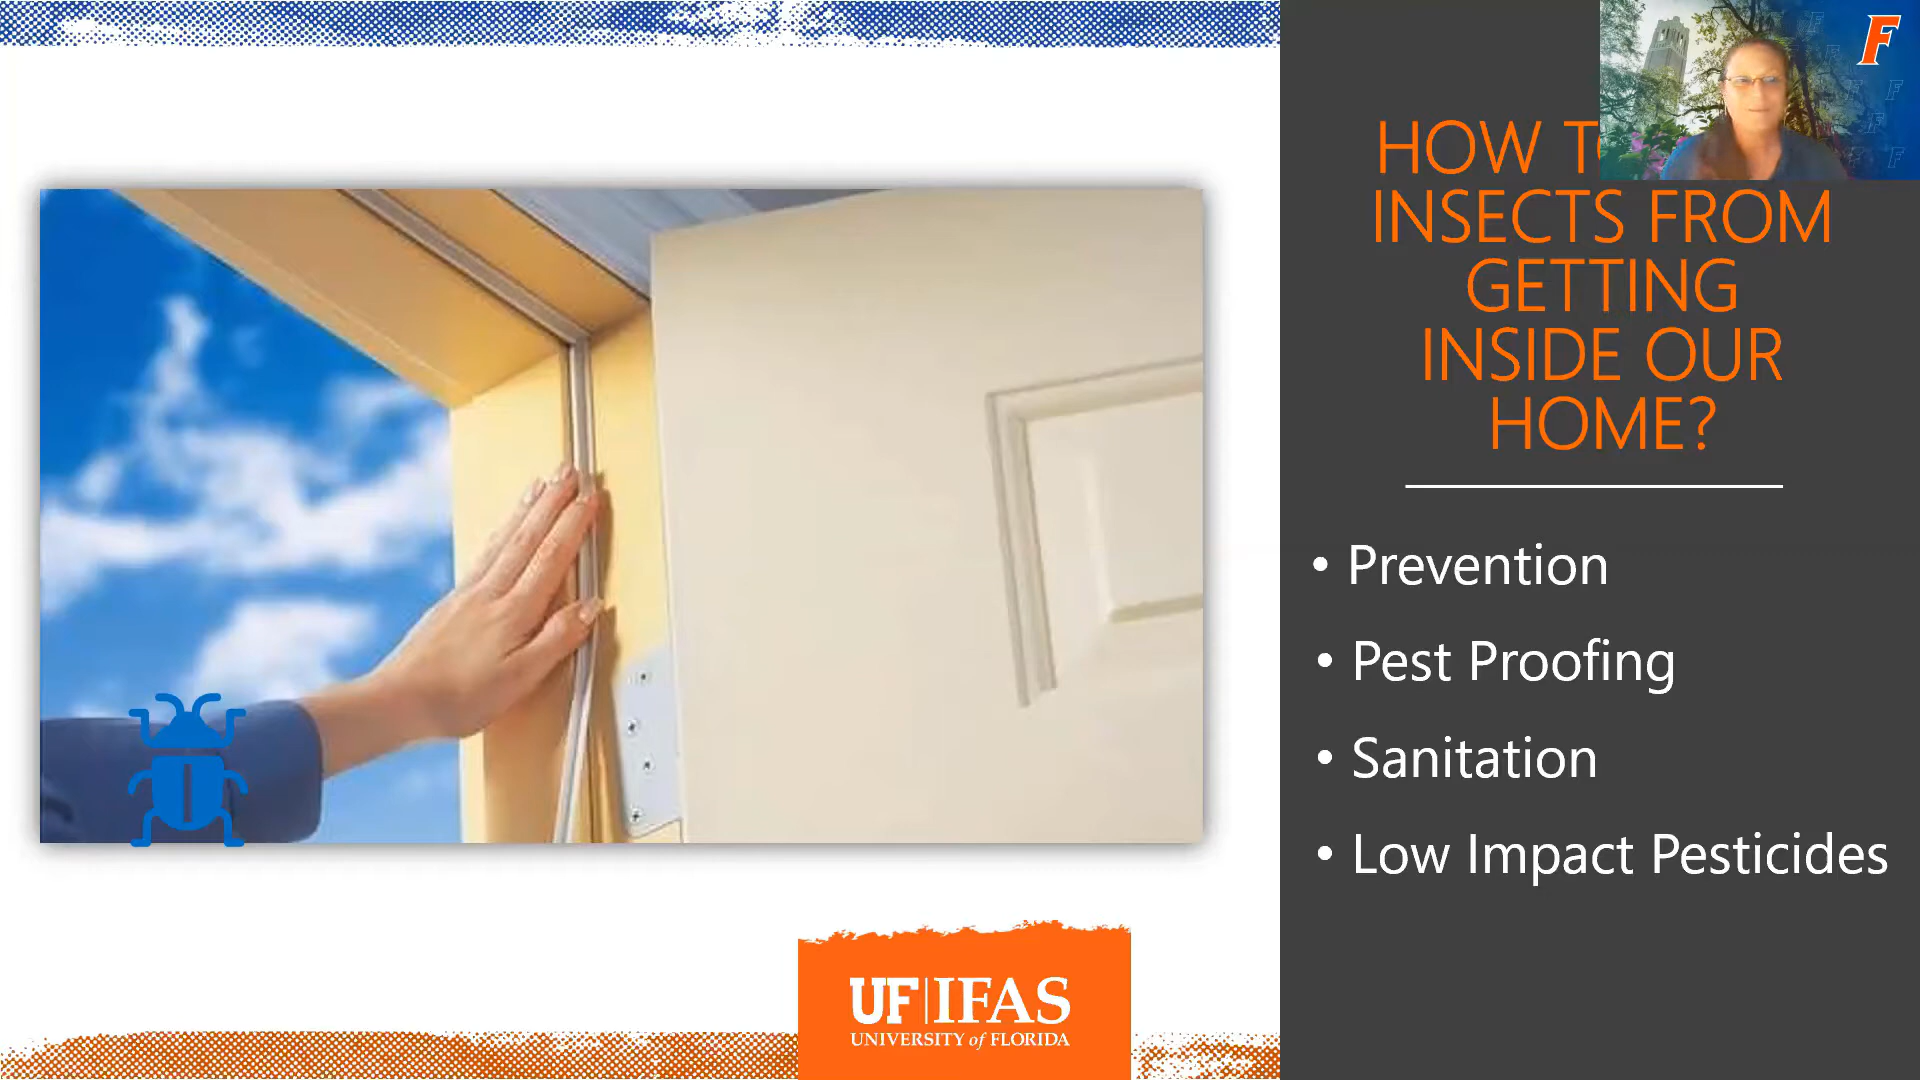 HOW T
INSECTS FROM
GETTING
INSIDE OUR
HOME?
• Prevention
• Pest Proofing
• Sanitation
• Low Impact Pesticides
F
UF|IFAS
UNIVERSITY of FLORIDA